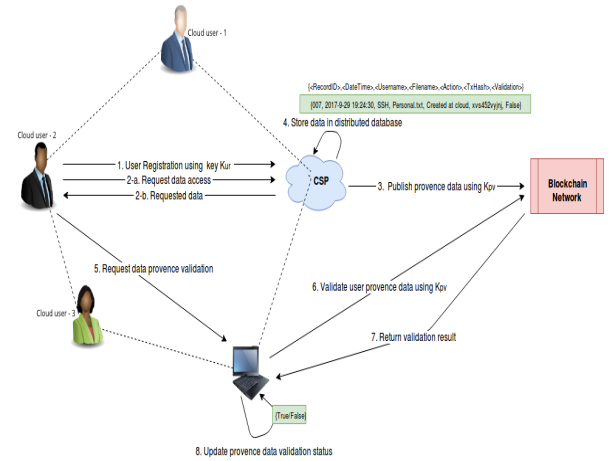 Cloud user - 1
{<RecordID>,<DateTime>,<Username>,<Filename>,<Action>,<TxHash>,<Validation>}
{007, 2017-9-29 19:24:30, SSH, Personal.txt, Created at cloud, xvs452vyjnj, False}
4. Store data in distributed database
Cloud user - 2
1. User Registration using key Kur
2-a. Request data access
2-b. Requested data
CSP
3. Publish provence data using Kpv
Blockchain
Network
5. Request data provence validation
6. Validate user provence data using Kpv
Cloud user - 3
7. Return validation result
{True/False}
8. Update provence data validation status